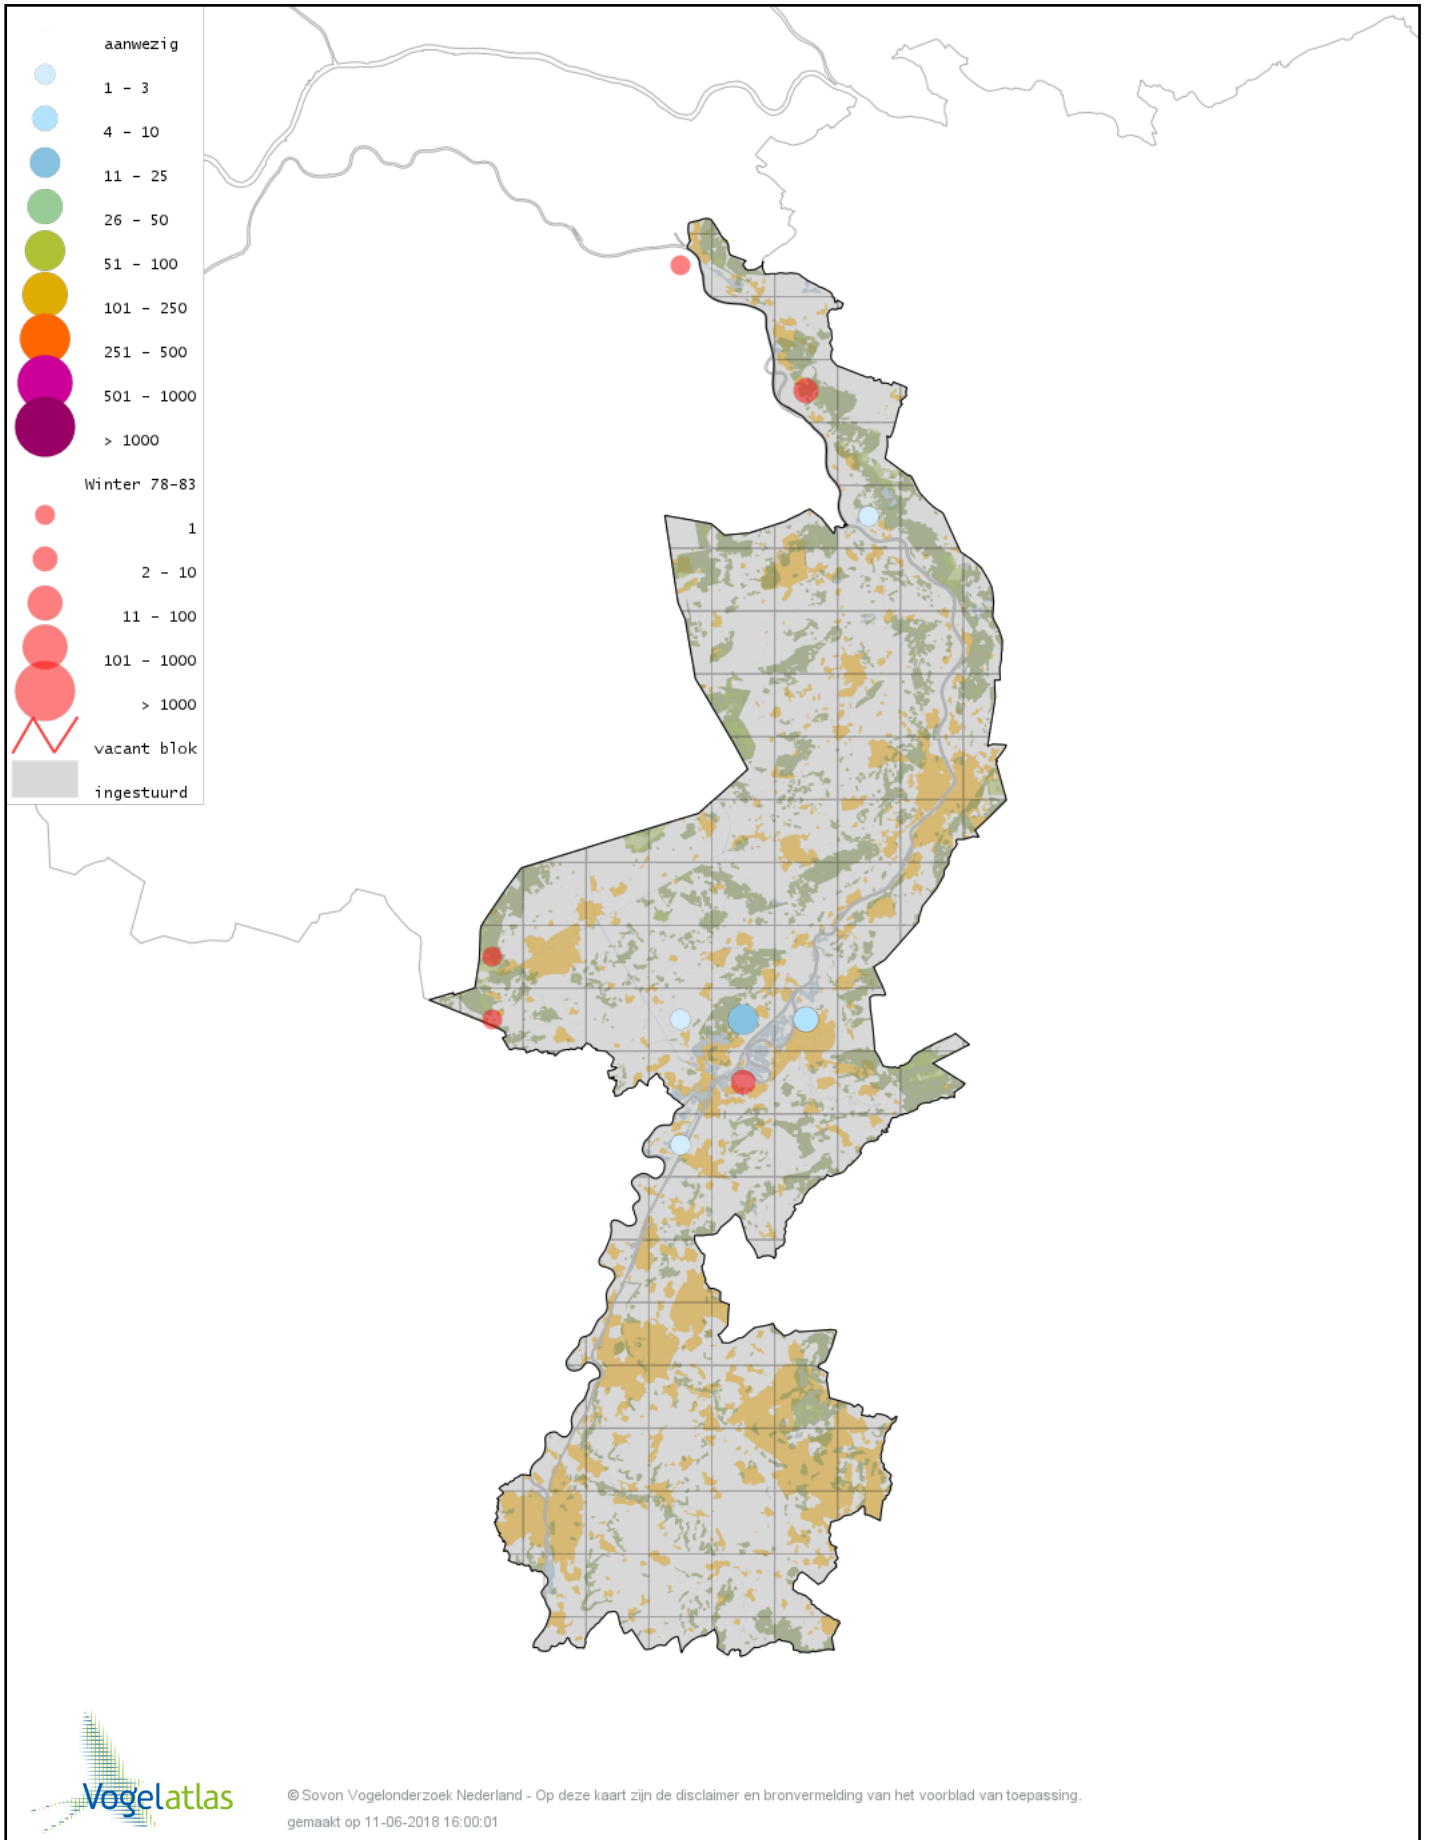 aanwezig
1 - 3
4 - 10
11 - 25
26 - 50
51 - 100
101 - 250
251 - 500
501 - 1000
> 1000
Winter 78-83
1
2 - 10
11 - 100
101 - 1000
> 1000
vacant blok
ingestuurd
Vogelatlas
© Sovon Vogelonderzoek Nederland - Op deze kaart zijn de disclaimer en bronvermelding van het voorblad van toepassing.
gemaakt op 11-06-2018 16:00:01